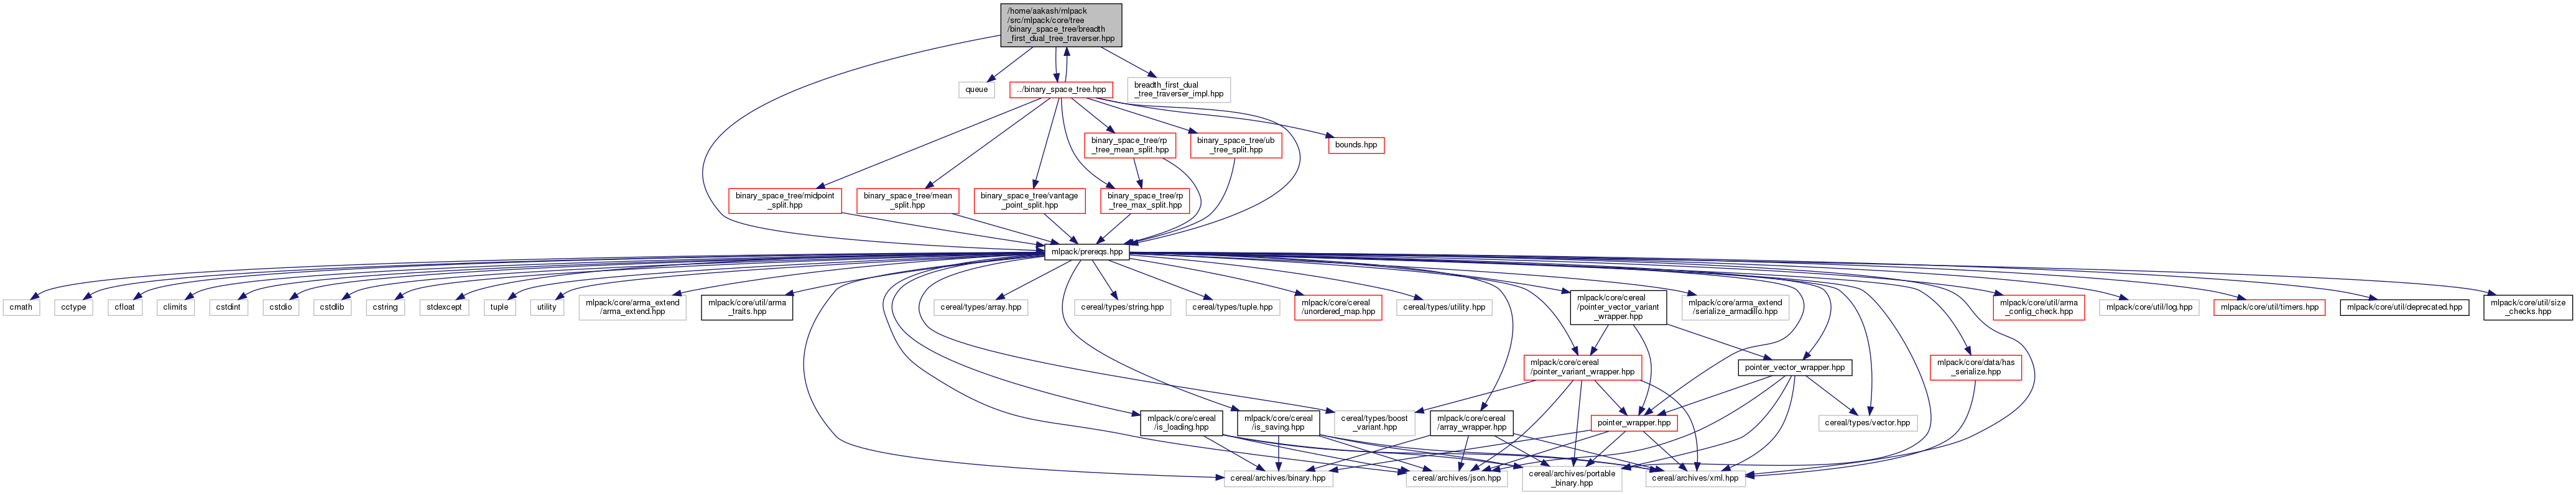 /home/aakash/mlpack
/src/mlpack/core/tree
/binary_space_tree/breadth
_first_dual_tree_traverser.hpp
queue
../binary_space_tree.hpp
breadth_first_dual
_tree_traverser_impl.hpp
binary_space_tree/rp
_tree_mean_split.hpp
binary_space_tree/ub
_tree_split.hpp
bounds.hpp
binary_space_tree/midpoint
_split.hpp
binary_space_tree/mean
_split.hpp
binary_space_tree/vantage
_point_split.hpp
binary_space_tree/rp
_tree_max_split.hpp
mlpack/prereqs.hpp
cmath
cctype
cfloat
climits
cstdint
cstdio
cstdlib
cstring
stdexcept
tuple
utility
mlpack/core/arma_extend
/arma_extend.hpp
mlpack/core/util/arma
_traits.hpp
cereal/types/array.hpp
cereal/types/string.hpp
cereal/types/tuple.hpp
mlpack/core/cereal
/unordered_map.hpp
cereal/types/utility.hpp
mlpack/core/cereal
/pointer_vector_variant
_wrapper.hpp
mlpack/core/arma_extend
/serialize_armadillo.hpp
mlpack/core/util/arma
_config_check.hpp
mlpack/core/util/log.hpp
mlpack/core/util/timers.hpp
mlpack/core/util/deprecated.hpp
mlpack/core/util/size
_checks.hpp
mlpack/core/cereal
/pointer_variant_wrapper.hpp
pointer_vector_wrapper.hpp
mlpack/core/data/has
_serialize.hpp
mlpack/core/cereal
/is_loading.hpp
mlpack/core/cereal
/is_saving.hpp
cereal/types/boost
_variant.hpp
mlpack/core/cereal
/array_wrapper.hpp
pointer_wrapper.hpp
cereal/types/vector.hpp
cereal/archives/binary.hpp
cereal/archives/json.hpp
cereal/archives/portable
_binary.hpp
cereal/archives/xml.hpp